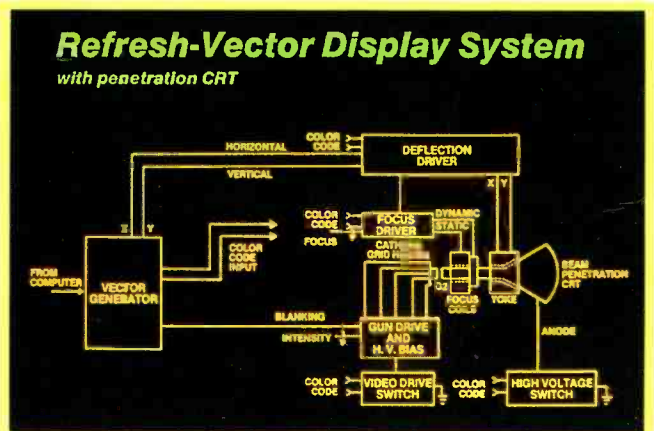 Refresh-Vector Display System
with penetration CRT
COLOR
CODE
HORIZONTAL
VERTICAL
DEFLECTION
DRIVER
X Y
X Y
COLOR
CODE
FOCUS
FOCUS
DRIVER
DYNAMIC
STATIC
COLOR
CODE
INPUT
CATH
GRID
G2
FROM
COMPUTER
VECTOR
GENERATOR
FOCUS
COILS
YOKE
BEAM
PENETRATION
CRT
BLANKING
INTENSITY
GUN DRIVE
AND
H. V. BIAS
ANODE
COLOR
CODE
VIDEO DRIVE
SWITCH
COLOR
CODE
HIGH VOLTAGE
SWITCH